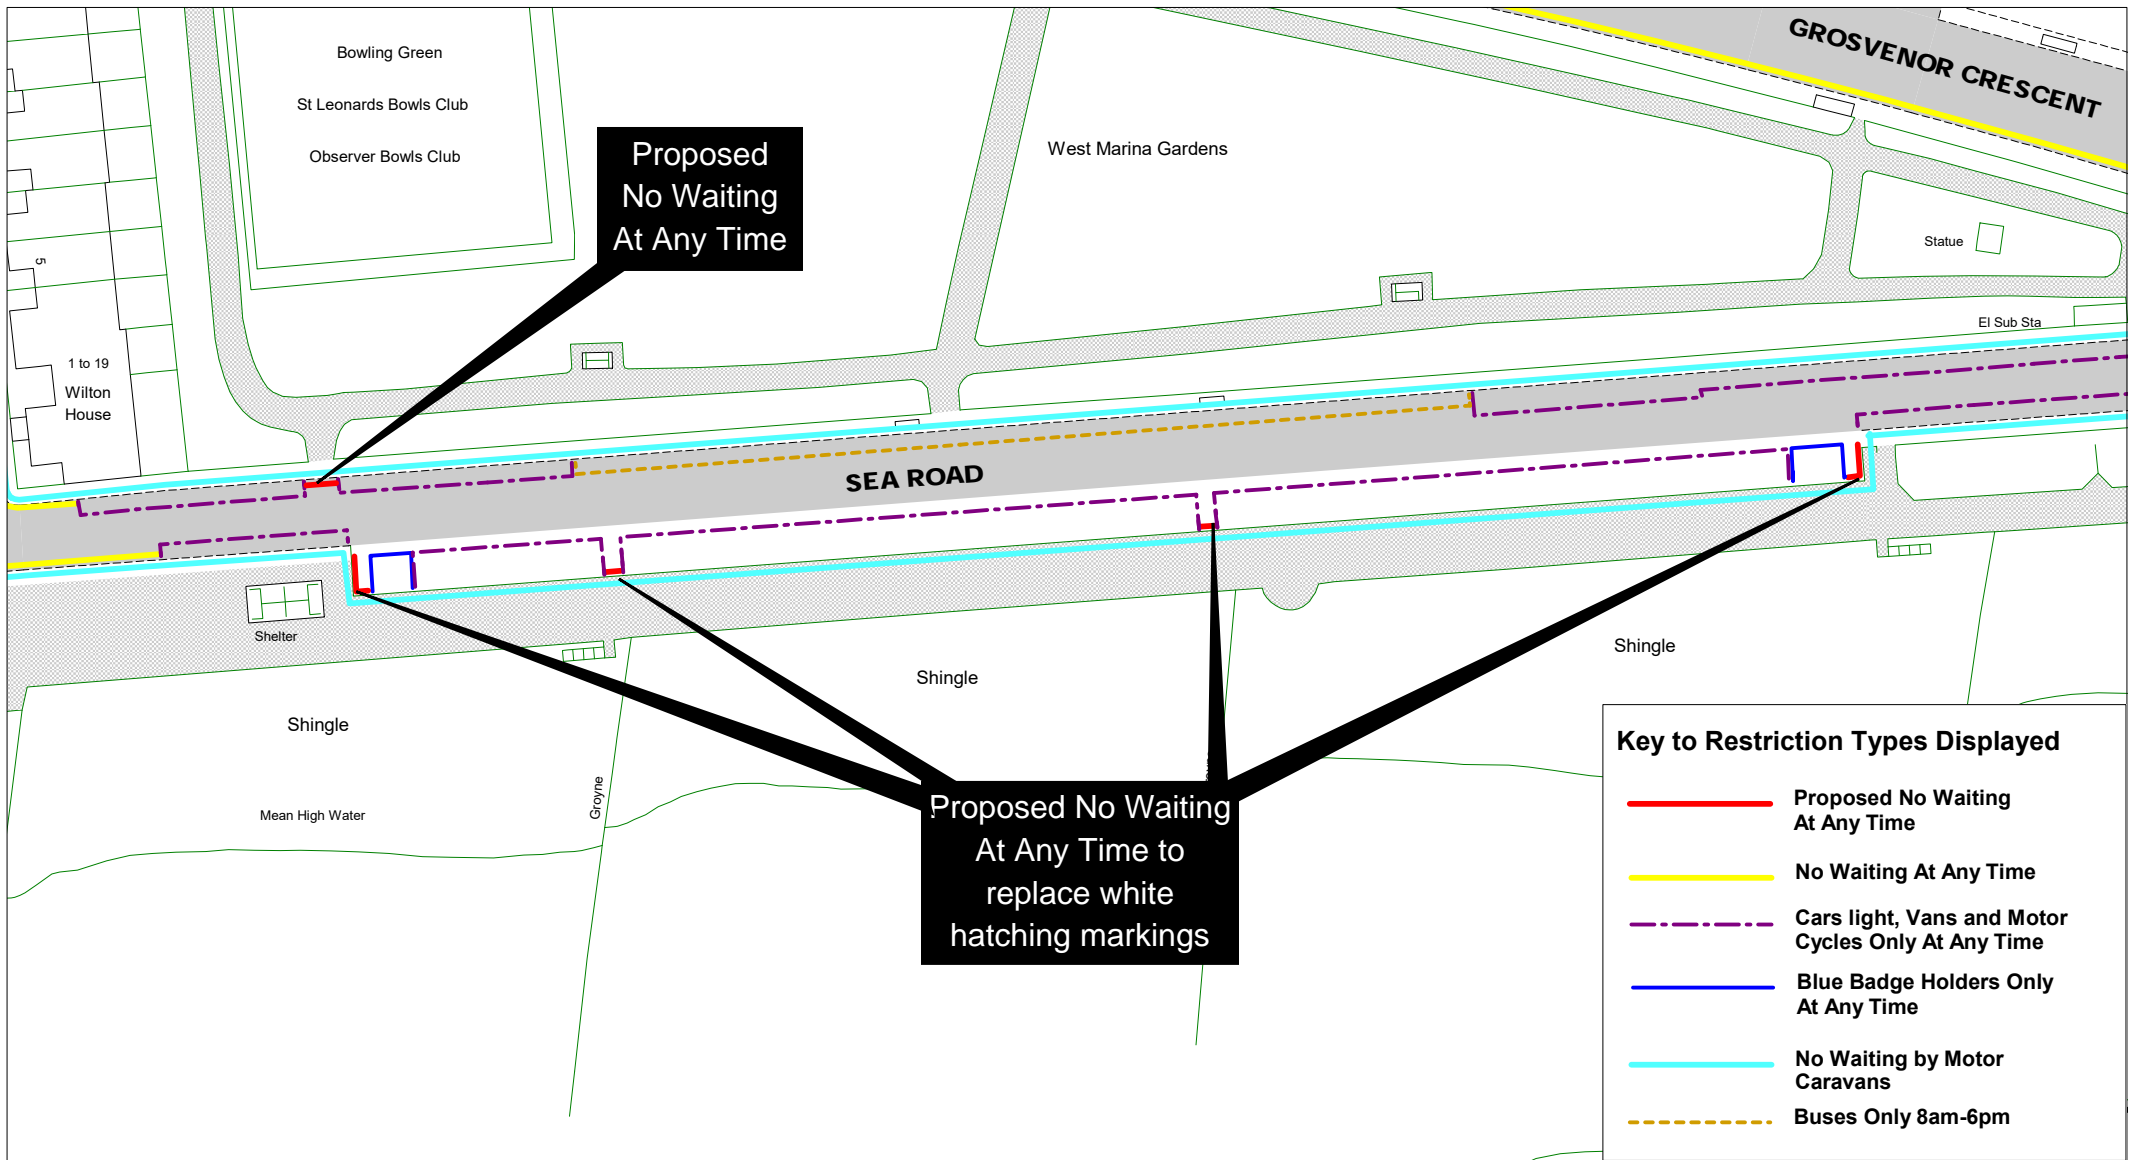 Bowling Green
St Leonards Bowls Club
Observer Bowls Club
Proposed
No Waiting
At Any Time
West Marina Gardens
GROSVENOR CRESCENT
Statue
El Sub Sta
5
1 to 19
Wilton
House
SEA ROAD
Shelter
Shingle
Shingle
Shingle
Mean High Water
Groyne
Proposed No Waiting
At Any Time to
replace white
hatching markings
Key to Restriction Types Displayed
Proposed No Waiting
At Any Time
No Waiting At Any Time
Cars light, Vans and Motor
Cycles Only At Any Time
Blue Badge Holders Only
At Any Time
No Waiting by Motor
Caravans
Buses Only 8am-6pm